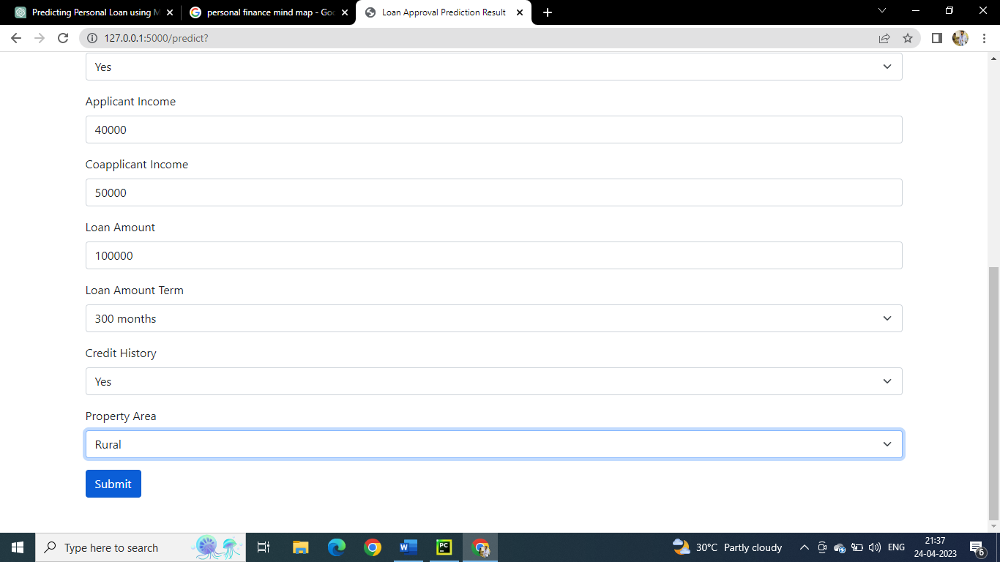 Predicting Personal Loan using M
personal finance mind map - Goo
Loan Approval Prediction Result
127.0.0.1:5000/predict?
Yes
Applicant Income
40000
Coapplicant Income
50000
Loan Amount
100000
Loan Amount Term
300 months
Credit History
Yes
Property Area
Rural
Submit
Type here to search
W
PC
30°C Partly cloudy
ENG
21:37
24-04-2023
6